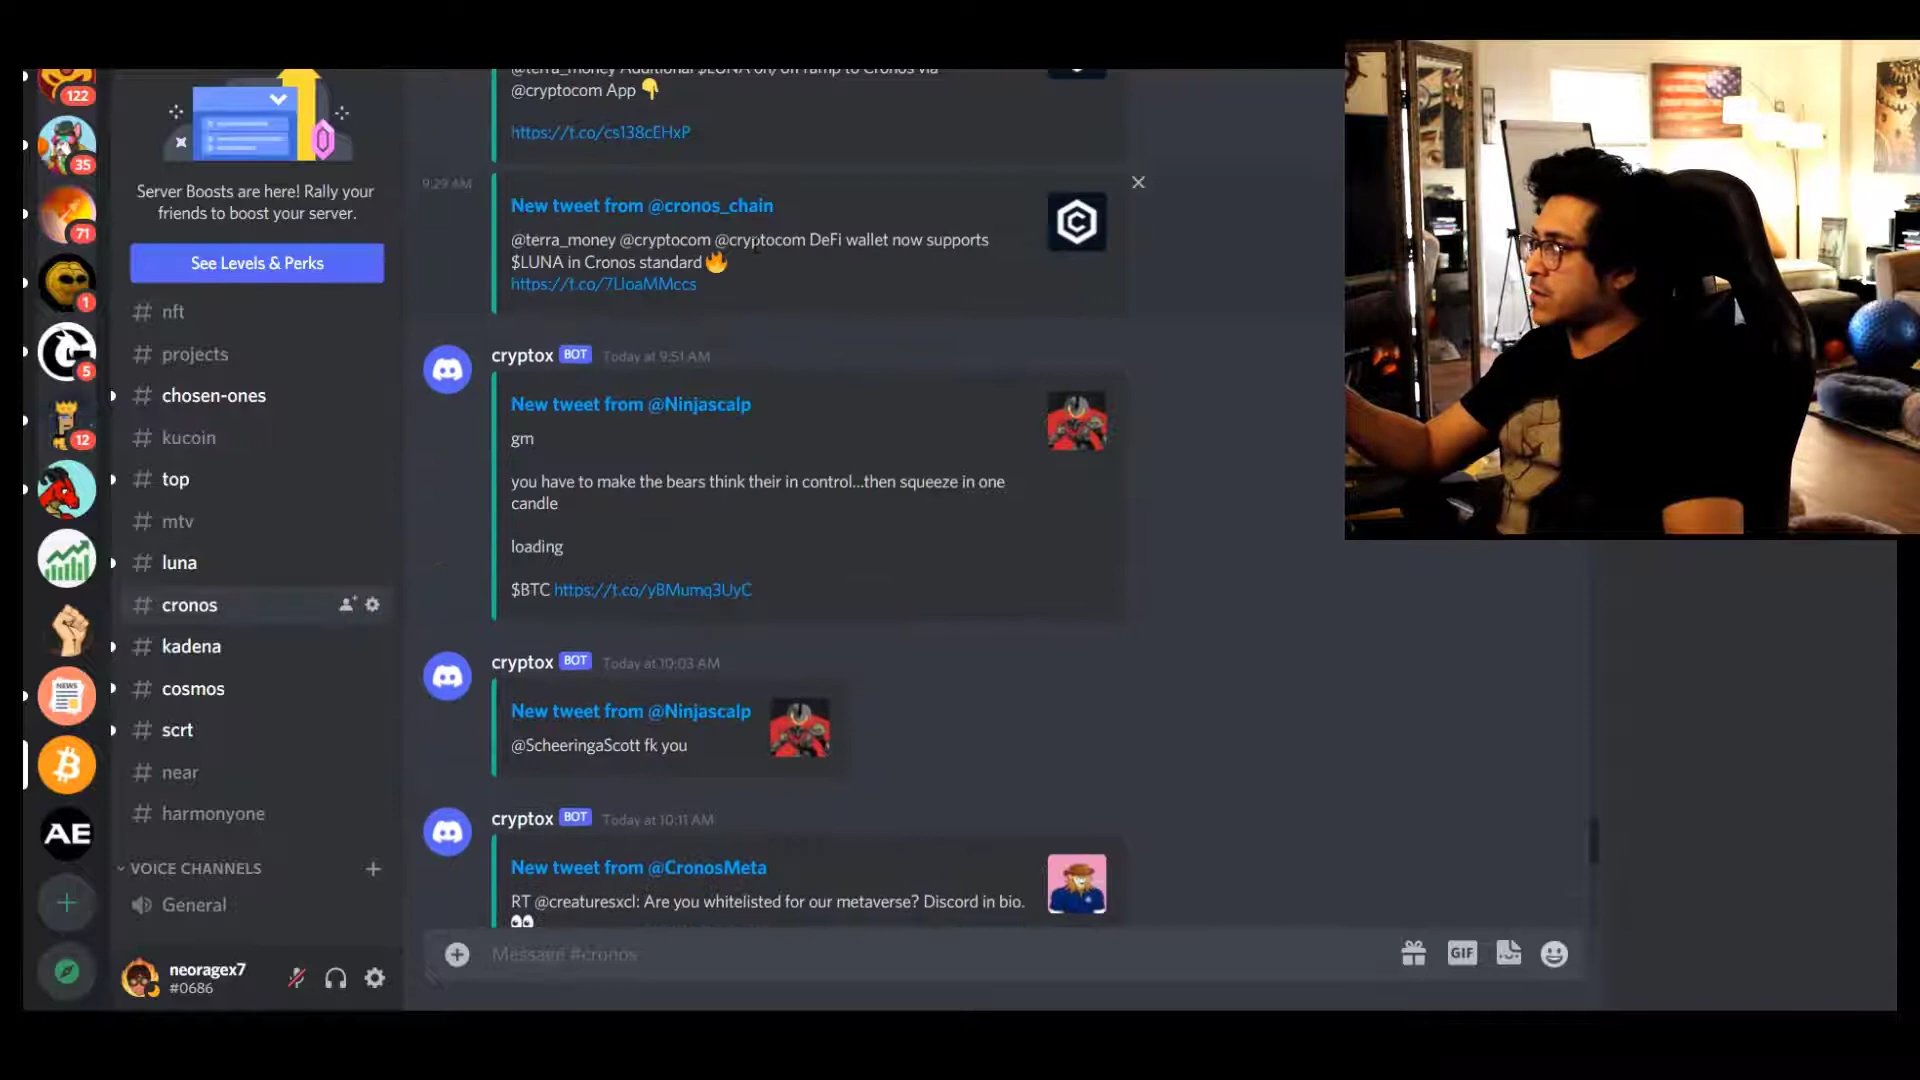 122
35
71
1
5
12
NEWS
AE
Server Boosts are here! Rally your
friends to boost your server.
See Levels & Perks
nft
projects
chosen-ones
kucoin
top
mtv
luna
cronos
kadena
cosmos
scrt
near
harmonyone
VOICE CHANNELS
General
neoragex7
#0686
@terra_money Additional $LUNA on/off ramp to Cronos via
@cryptocom App 👇
https://t.co/cs138cEHxP
9:29 AM
New tweet from @cronos_chain
@terra_money @cryptocom @cryptocom DeFi wallet now supports
$LUNA in Cronos standard 🔥
https://t.co/7LloaMMccs
cryptox BOT Today at 9:51 AM
New tweet from @Ninjascalp
gm
you have to make the bears think their in control...then squeeze in one
candle
loading
$BTC https://t.co/yBMumq3UyC
cryptox BOT Today at 10:03 AM
New tweet from @Ninjascalp
@ScheeringaScott fk you
cryptox BOT Today at 10:11 AM
New tweet from @CronosMeta
RT @creaturesxcl: Are you whitelisted for our metaverse? Discord in bio.
👀
Message #cronos
GIF